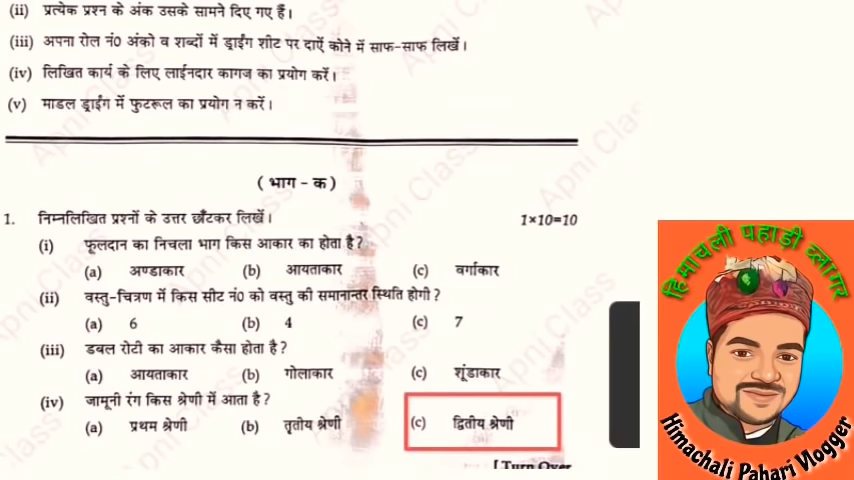 (ii) प्रत्येक प्रश्न के अंक उसके सामने दिए गए हैं।
(iii) अपना रोल नं0 अंको व शब्दों में ड्राईंग शीट पर दाऐं कोने में साफ-साफ लिखें।
(iv) लिखित कार्य के लिए लाईनदार कागज का प्रयोग करें।
(v) माडल ड्राईंग में फुटरूल का प्रयोग न करें।
( भाग - क )
1. निम्नलिखित प्रश्नों के उत्तर छाँटकर लिखें। 1×10=10
(i) फूलदान का निचला भाग किस आकार का होता है?
(a) अण्डाकार (b) आयताकार (c) वर्गाकार
(ii) वस्तु-चित्रण में किस सीट नं0 को वस्तु की समानान्तर स्थिति होगी ?
(a) 6 (b) 4 (c) 7
(iii) डबल रोटी का आकार कैसा होता है?
(a) आयताकार (b) गोलाकार (c) शूंडाकार
(iv) जामूनी रंग किस श्रेणी में आता है?
(a) प्रथम श्रेणी (b) तृतीय श्रेणी (c) द्वितीय श्रेणी
[ Turn Over
हिमाचली पहाड़ी ब्लागर
Himachali Pahari Vlogger
Apni Class